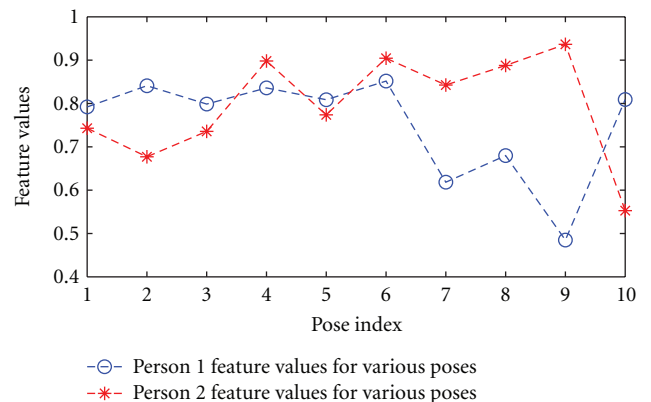 1
0.9
0.8
0.7
0.6
0.5
0.4
Feature values
1 2 3 4 5 6 7 8 9 10
Pose index
Person 1 feature values for various poses
Person 2 feature values for various poses